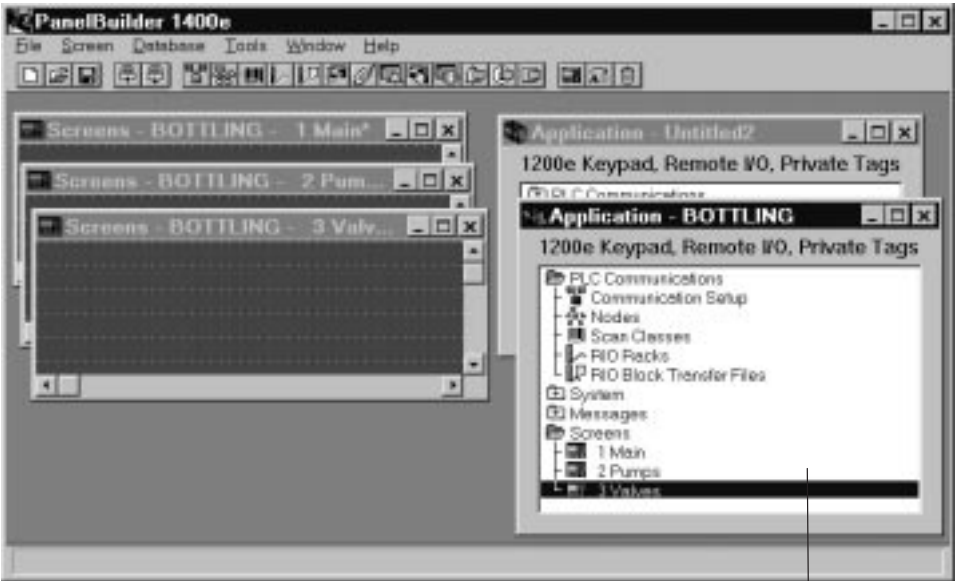 PanelBuilder 1400e
File Screen Database Tools Window Help
Screens - BOTTLING - 1 Main*
Screens - BOTTLING - 2 Pum...
Screens - BOTTLING - 3 Valv...
Application - Untitled2
1200e Keypad, Remote I/O, Private Tags
PLC Communications
Application - BOTTLING
1200e Keypad, Remote I/O, Private Tags
PLC Communications
Communication Setup
Nodes
Scan Classes
RIO Racks
RIO Block Transfer Files
System
Messages
Screens
1 Main
2 Pumps
3 Valves